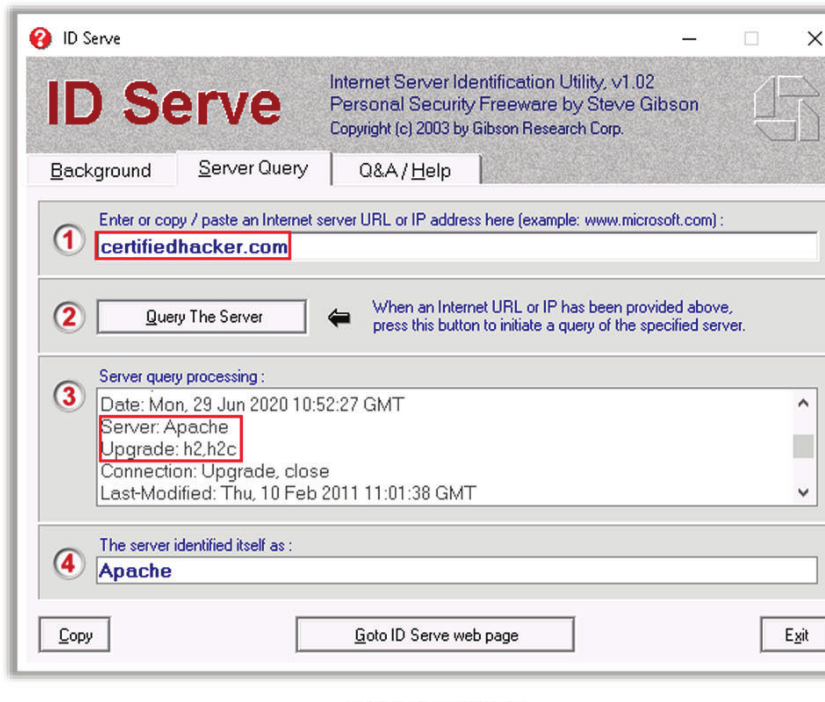 ID Serve
ID Serve
Internet Server Identification Utility, v1.02
Personal Security Freeware by Steve Gibson
Copyright (c) 2003 by Gibson Research Corp.
Background
Server Query
Q&A / Help
1
Enter or copy / paste an Internet server URL or IP address here (example: www.microsoft.com) :
certifiedhacker.com
2
Query The Server
When an Internet URL or IP has been provided above,
press this button to initiate a query of the specified server.
3
Server query processing :
Date: Mon, 29 Jun 2020 10:52:27 GMT
Server: Apache
Upgrade: h2,h2c
Connection: Upgrade, close
Last-Modified: Thu, 10 Feb 2011 11:01:38 GMT
4
The server identified itself as :
Apache
Copy
Goto ID Serve web page
Exit